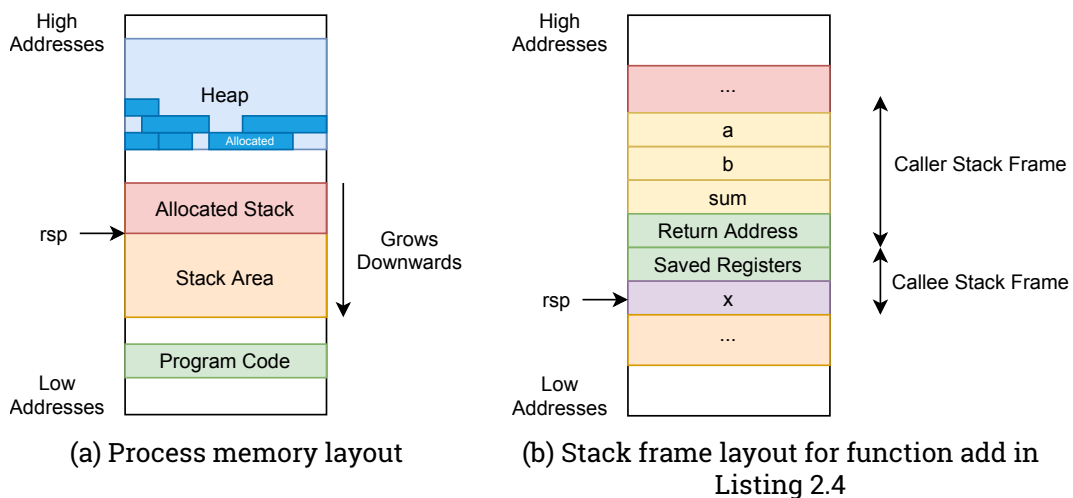 High
Addresses
Heap
Allocated
Allocated Stack
rsp
Grows
Downwards
Stack Area
Program Code
Low
Addresses
(a) Process memory layout
High
Addresses
...
a
b
Caller Stack Frame
sum
Return Address
Saved Registers
Callee Stack Frame
rsp
x
...
Low
Addresses
(b) Stack frame layout for function add in
Listing 2.4